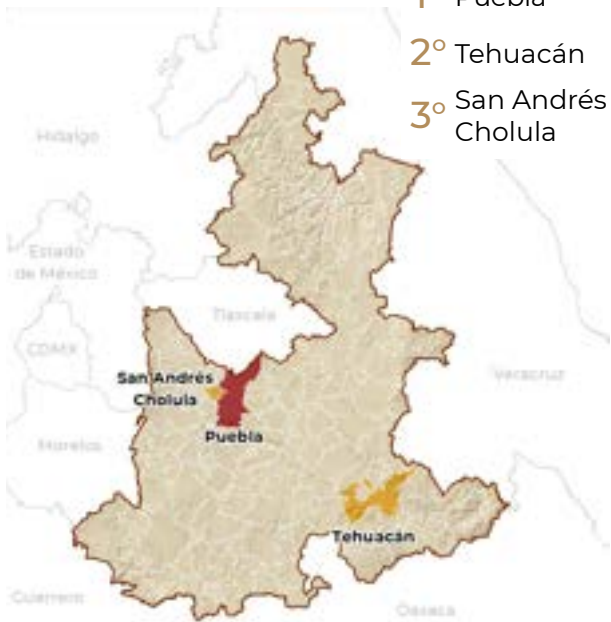 1° Puebla
2° Tehuacán
3° San Andrés
Cholula
Hidalgo
Estado
de México
Tlaxcala
CDMX
San Andrés
Cholula
Veracruz
Puebla
Morelos
Tehuacán
Guerrero
Oaxaca